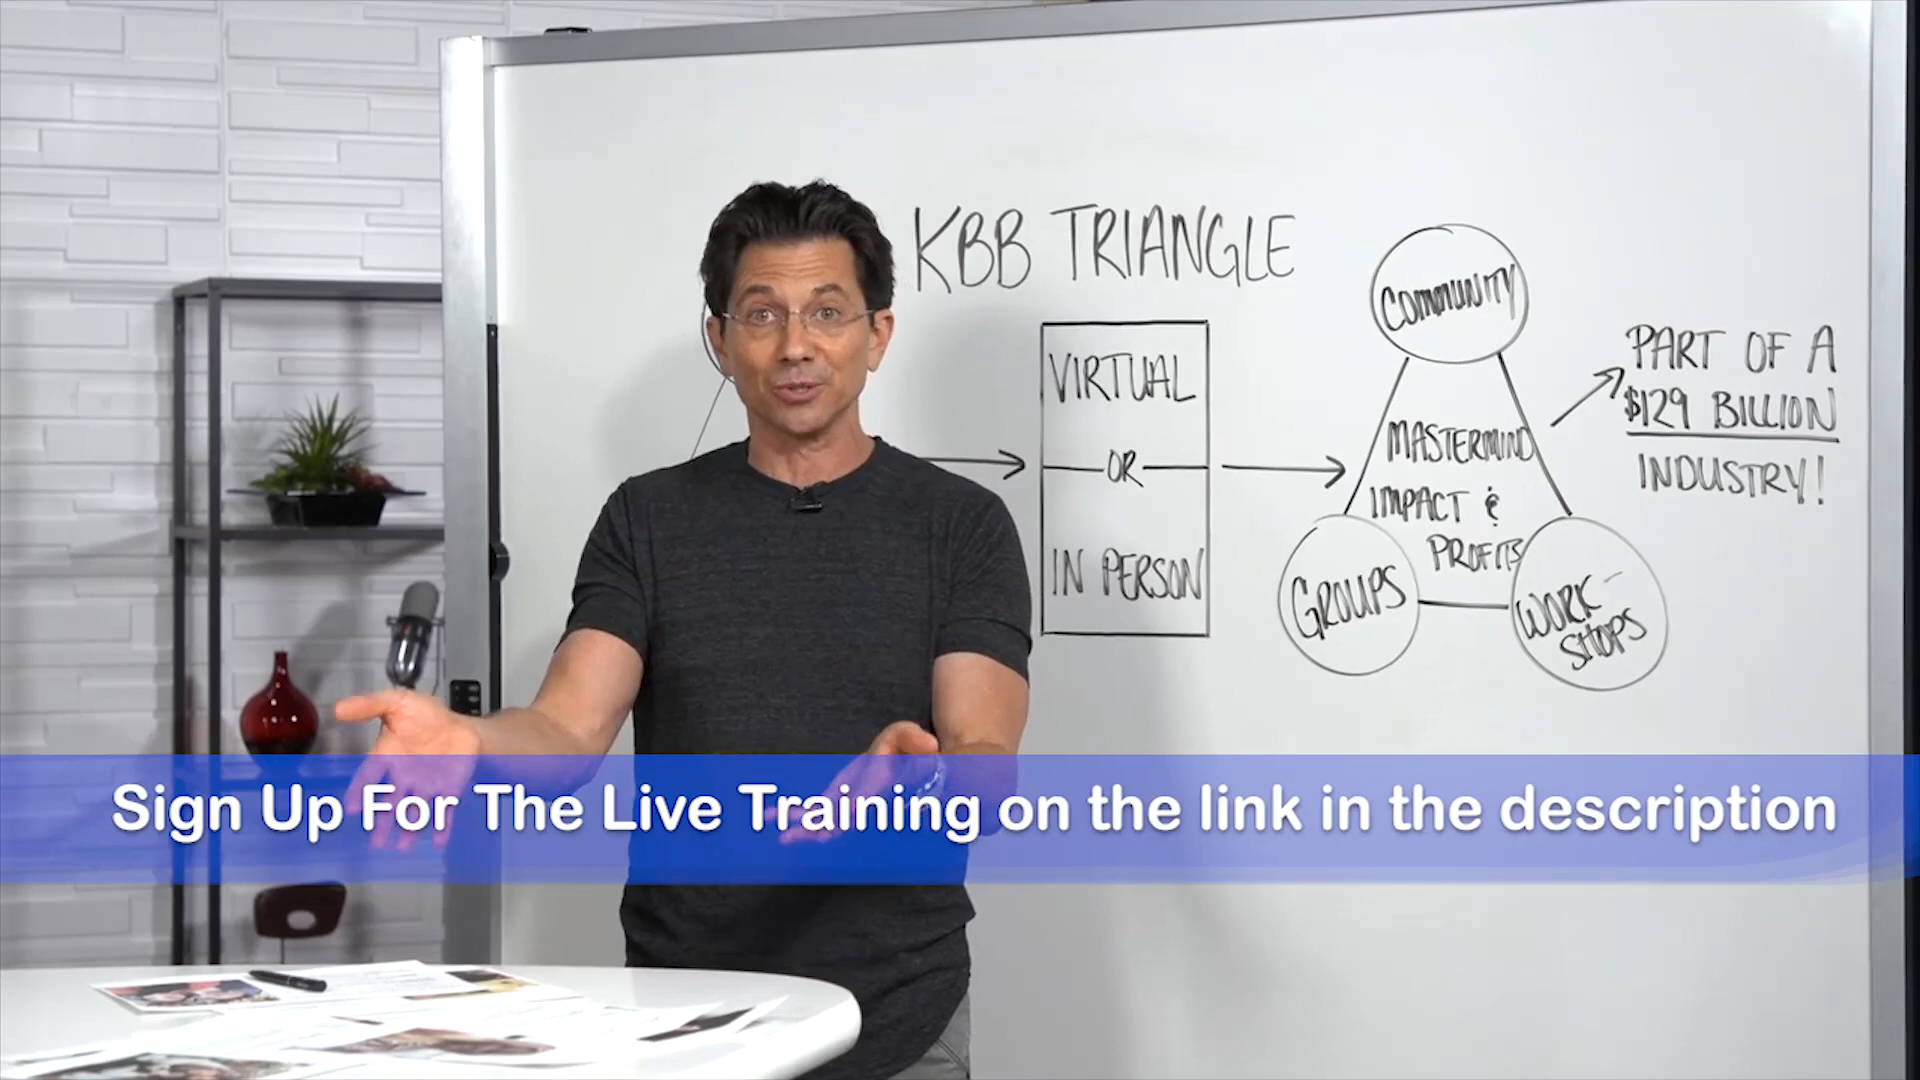 KBB TRIANGLE
VIRTUAL
OR
IN PERSON
COMMUNITY
MASTERMIND
IMPACT &
PROFITS
GROUPS
WORK-
SHOPS
PART OF A
$129 BILLION
INDUSTRY!
Sign Up For The Live Training on the link in the description